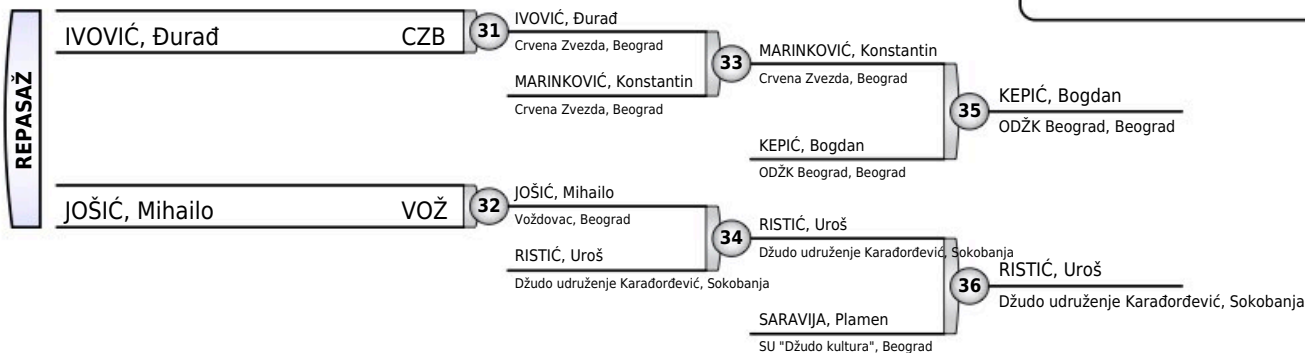 REPASAŽ
IVOVIĆ, Đurađ CZB
31
IVOVIĆ, Đurađ
Crvena Zvezda, Beograd
MARINKOVIĆ, Konstantin
Crvena Zvezda, Beograd
33
MARINKOVIĆ, Konstantin
Crvena Zvezda, Beograd
KEPIĆ, Bogdan
ODŽK Beograd, Beograd
35
KEPIĆ, Bogdan
ODŽK Beograd, Beograd
JOŠIĆ, Mihailo VOŽ
32
JOŠIĆ, Mihailo
Voždovac, Beograd
RISTIĆ, Uroš
Džudo udruženje Karađorđević, Sokobanja
34
RISTIĆ, Uroš
Džudo udruženje Karađorđević, Sokobanja
SARAVIJA, Plamen
SU "Džudo kultura", Beograd
36
RISTIĆ, Uroš
Džudo udruženje Karađorđević, Sokobanja